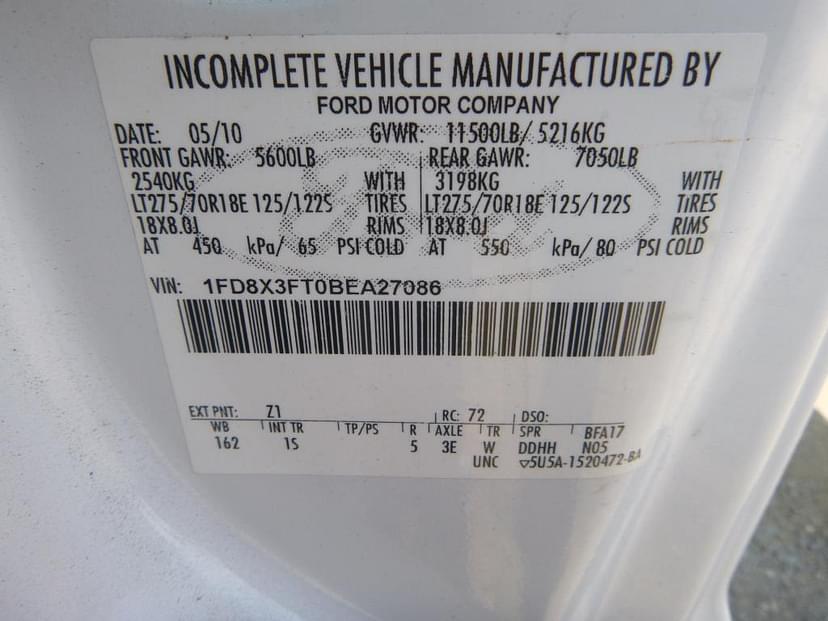 INCOMPLETE VEHICLE MANUFACTURED BY
FORD MOTOR COMPANY
DATE: 05/10 GVWR: 11500LB/ 5216KG
FRONT GAWR: 5600LB REAR GAWR: 7050LB
2540KG WITH 3198KG WITH
LT275/70R18E 125/122S TIRES LT275/70R18E 125/122S TIRES
18X8.0J RIMS 18X8.0J RIMS
AT 450 kPa/ 65 PSI COLD AT 550 kPa/ 80 PSI COLD
VIN: 1FD8X3FT0BEA27086
EXT PNT: Z1 RC: 72 DSO:
WB INT TR TP/PS R AXLE TR SPR BFA17
162 1S 5 3E W DDHH N05
UNC ▽5U5A-1520472-BA